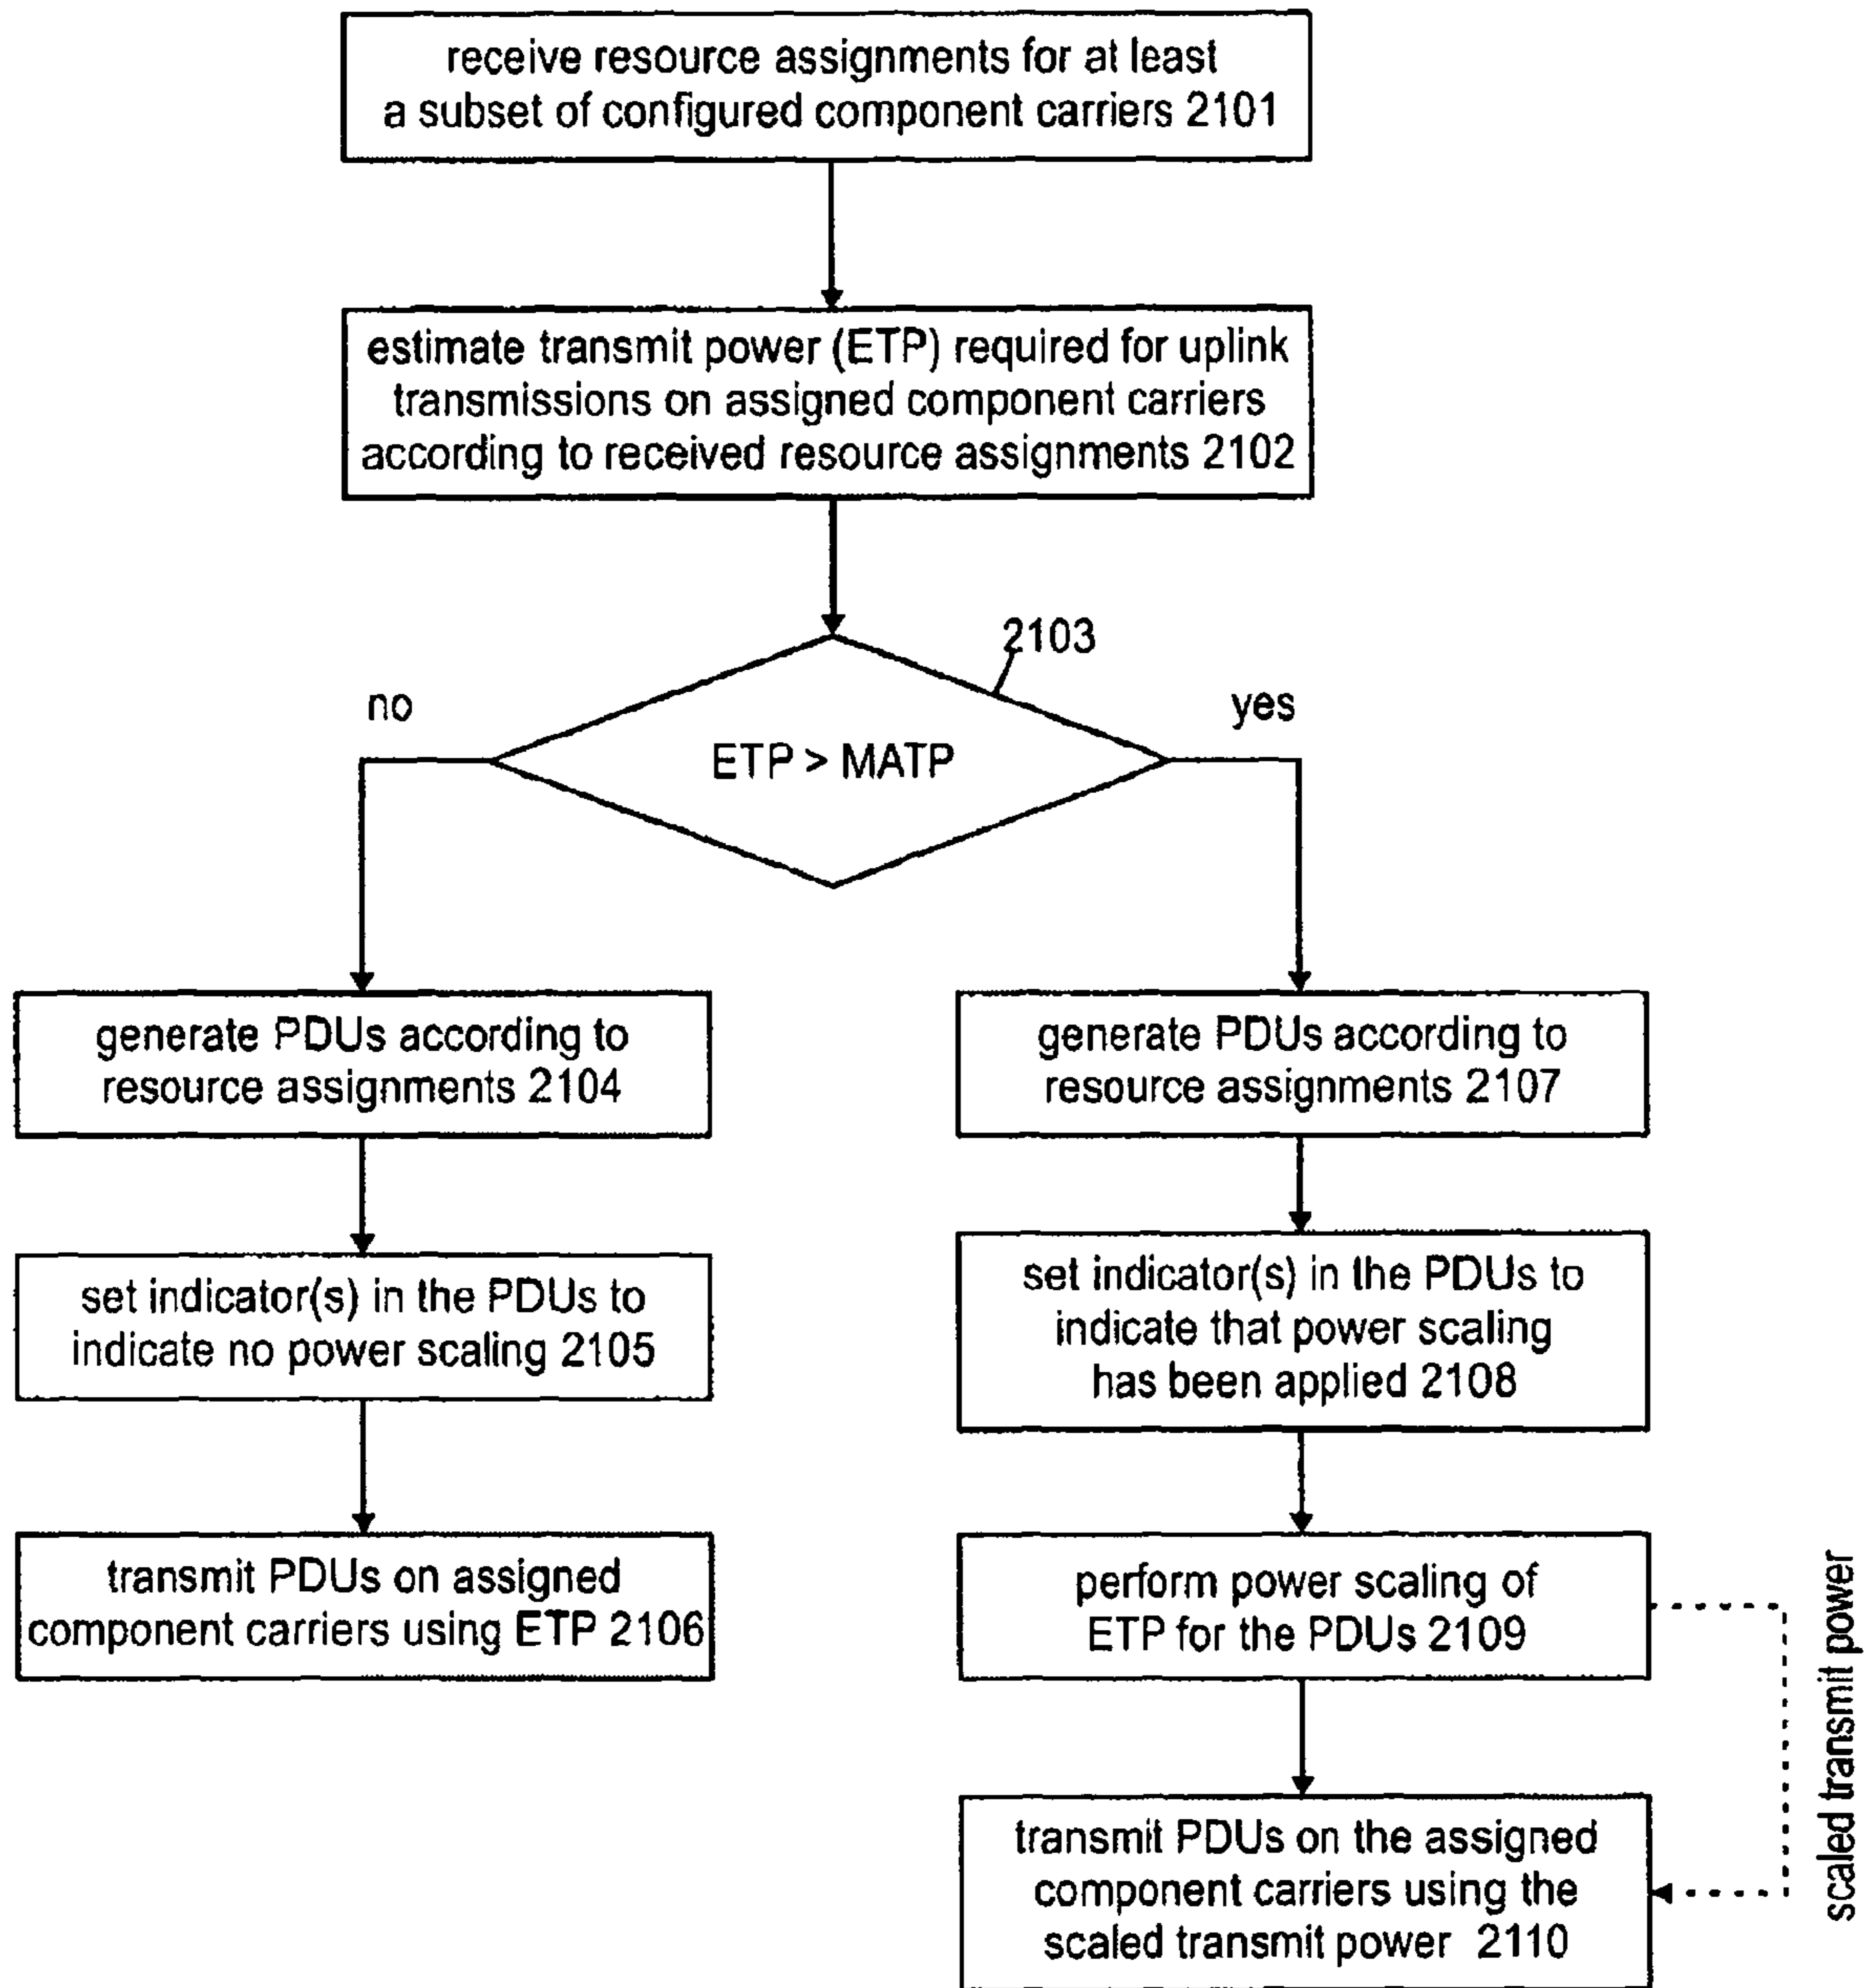 receive resource assignments for at least
a subset of configured component carriers 2101
estimate transmit power (ETP) required for uplink
transmissions on assigned component carriers
according to received resource assignments 2102
2103
no
yes
ETP > MATP
generate PDUs according to
resource assignments 2104
generate PDUs according to
resource assignments 2107
set indicator(s) in the PDUs to
indicate no power scaling 2105
set indicator(s) in the PDUs to
indicate that power scaling
has been applied 2108
transmit PDUs on assigned
component carriers using ETP 2106
perform power scaling of
ETP for the PDUs 2109
scaled transmit power
transmit PDUs on the assigned
component carriers using the
scaled transmit power 2110